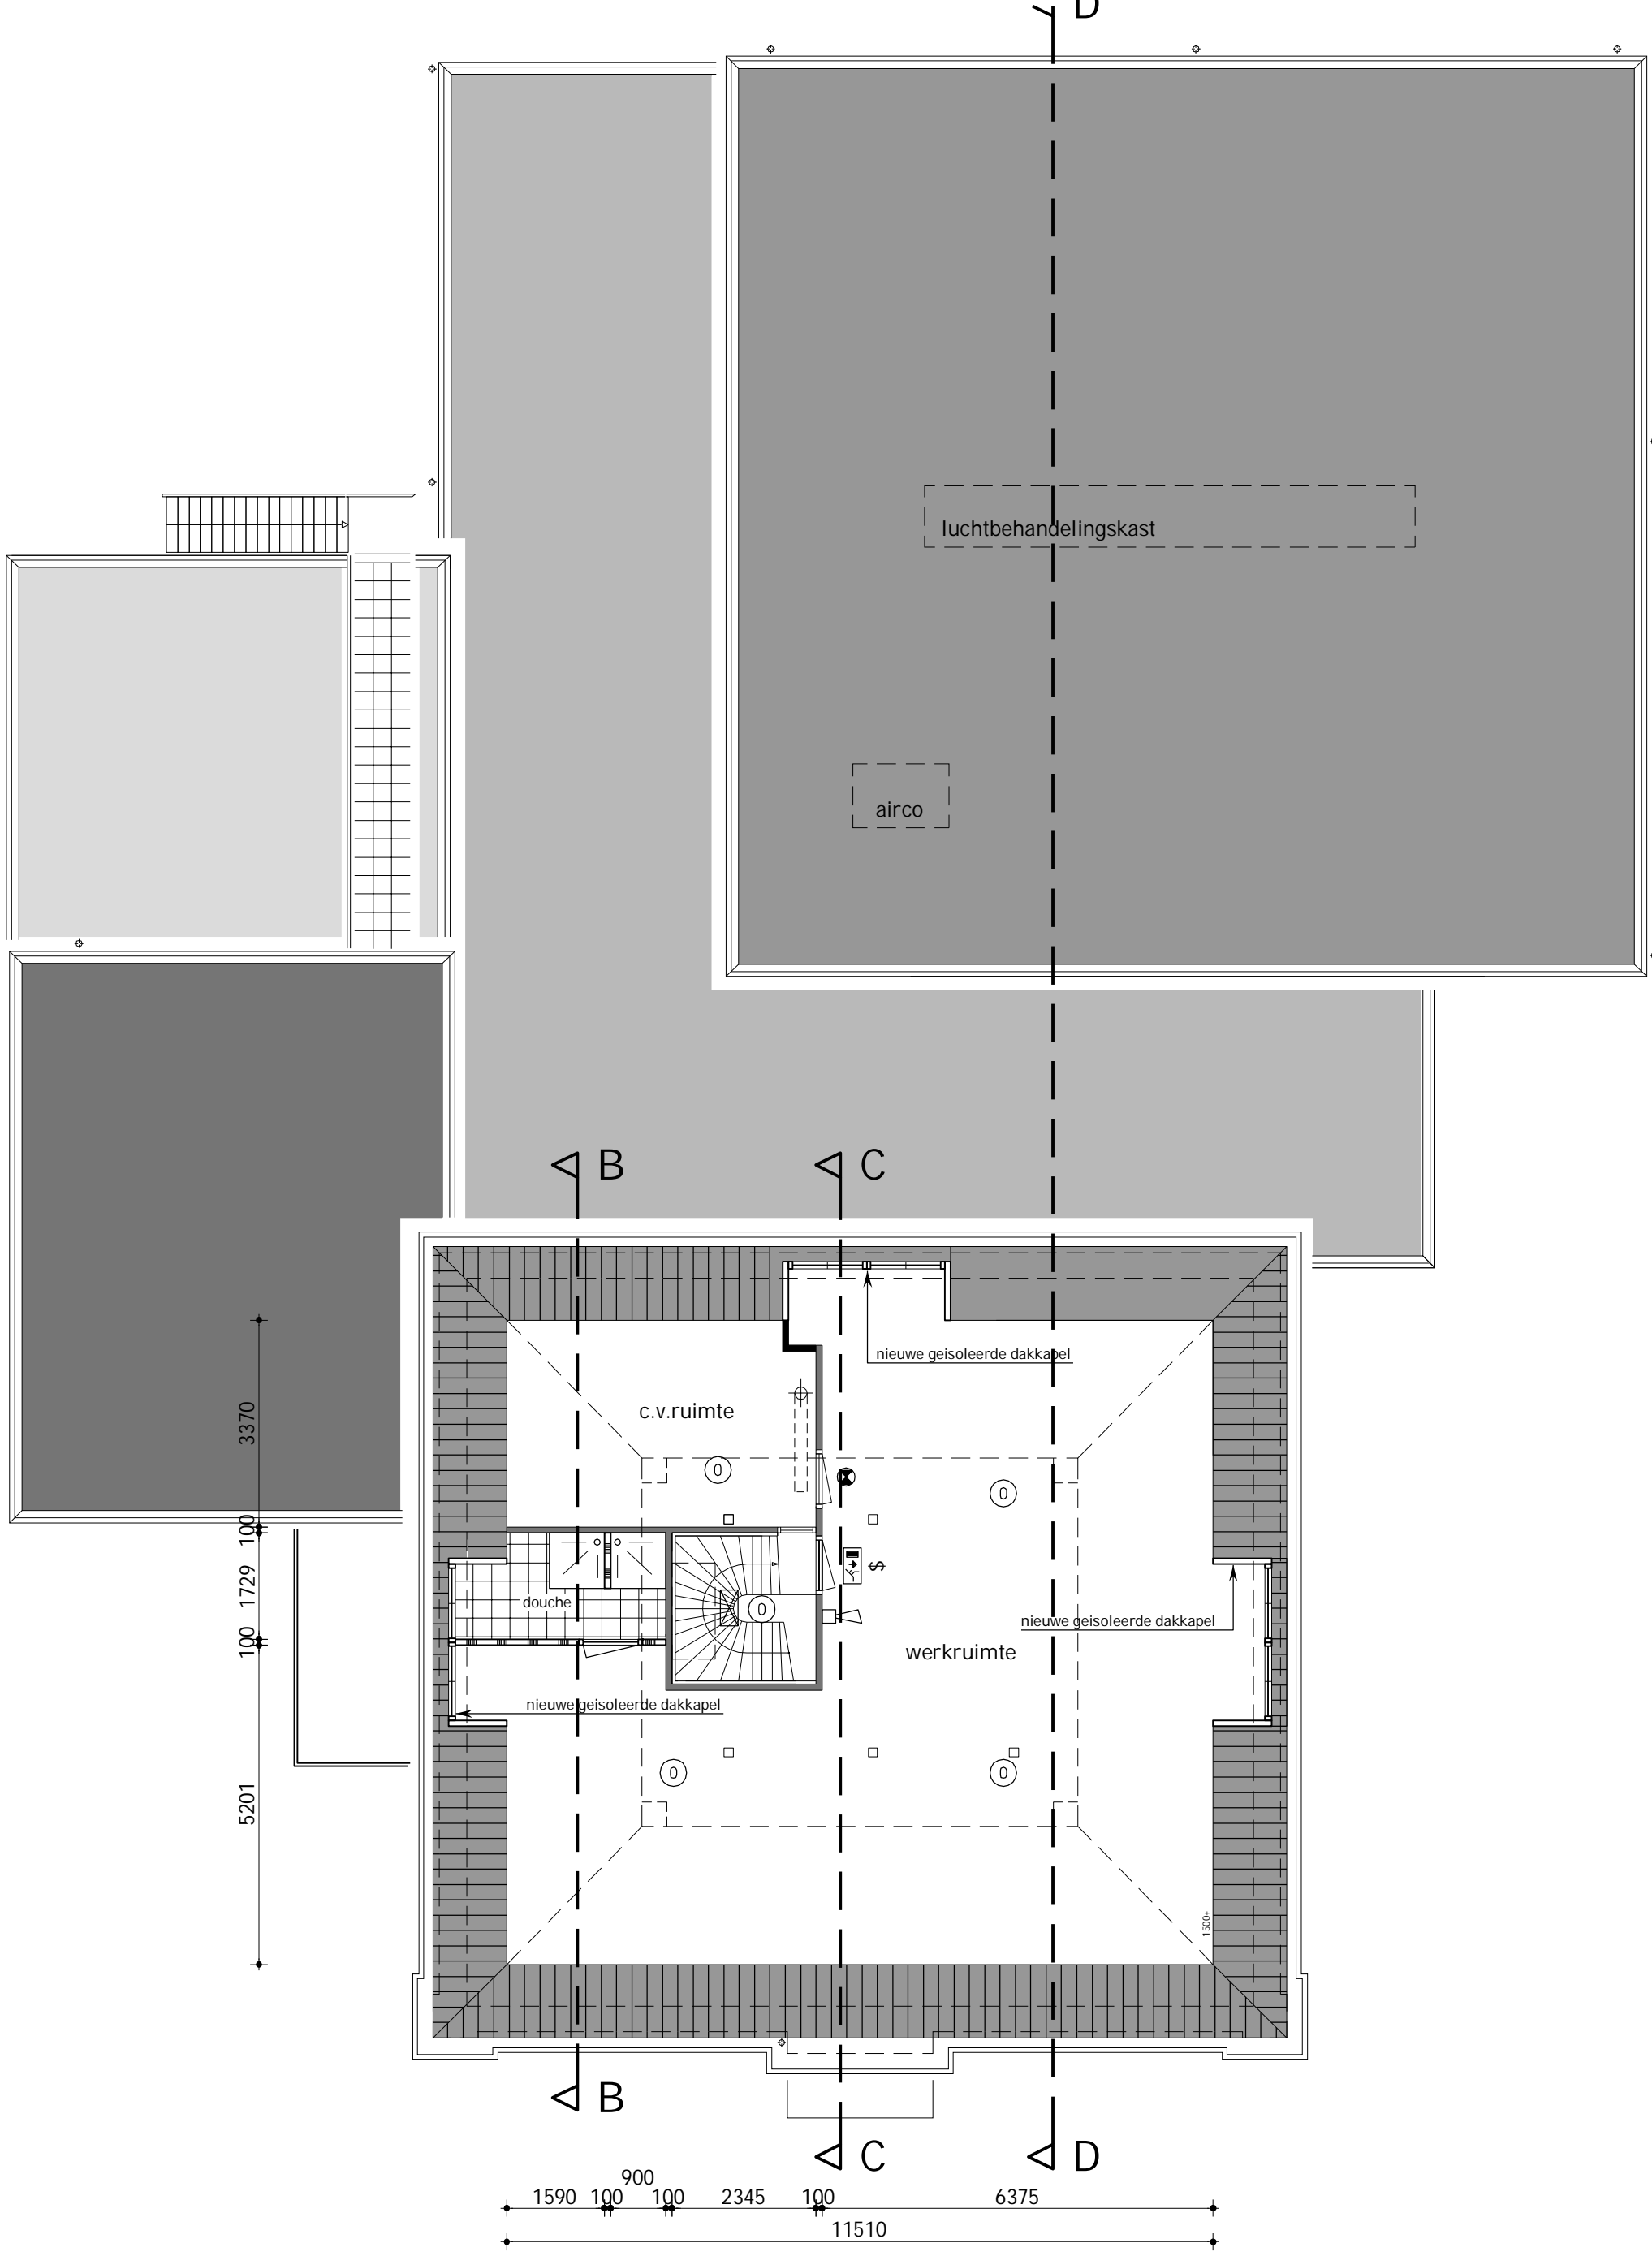 D
luchtbehandelingskast
airco
B
C
nieuwe geisoleerde dakkapel
c.v.ruimte
0
0
3370
100
1729
100
5201
$
douche
0
nieuwe geisoleerde dakkapel
werkruimte
nieuwe geisoleerde dakkapel
0
0
1500+
B
C
D
900
1590 100 100 2345 100 6375
11510